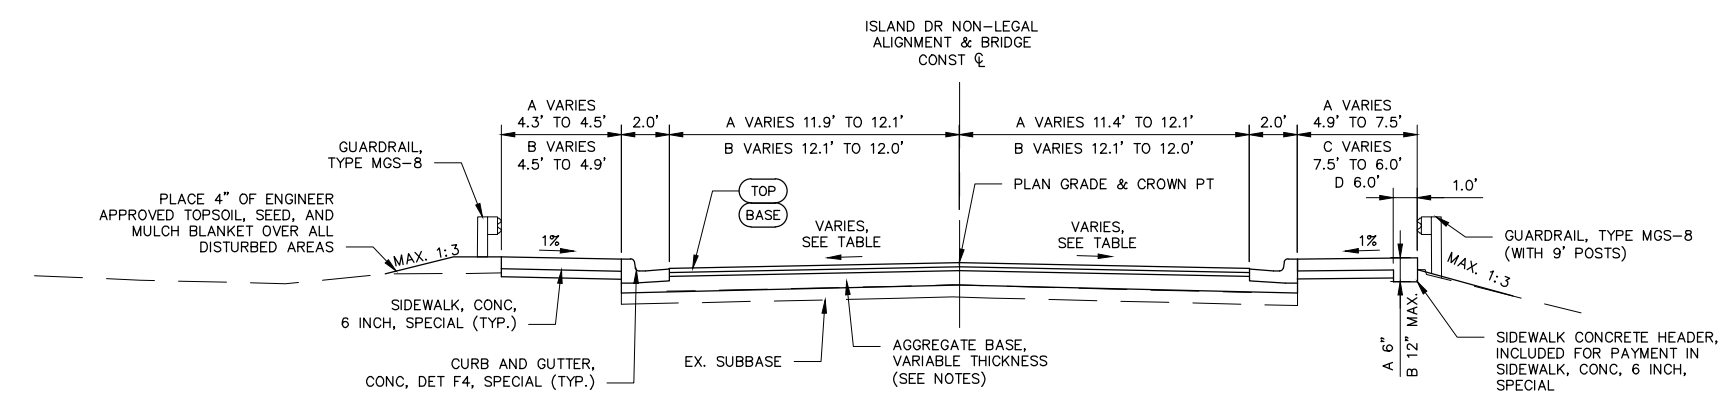 ISLAND DR NON-LEGAL
ALIGNMENT & BRIDGE
CONST ℄
A VARIES
4.3' TO 4.5'
B VARIES
4.5' TO 4.9'
2.0'
A VARIES 11.9' TO 12.1'
B VARIES 12.1' TO 12.0'
A VARIES 11.4' TO 12.1'
B VARIES 12.1' TO 12.0'
2.0'
A VARIES
4.9' TO 7.5'
C VARIES
7.5' TO 6.0'
D 6.0'
1.0'
GUARDRAIL,
TYPE MGS-8
PLACE 4" OF ENGINEER
APPROVED TOPSOIL, SEED, AND
MULCH BLANKET OVER ALL
DISTURBED AREAS
MAX. 1:3
1%
TOP
BASE
VARIES,
SEE TABLE
PLAN GRADE & CROWN PT
VARIES,
SEE TABLE
1%
GUARDRAIL, TYPE MGS-8
(WITH 9' POSTS)
MAX. 1:3
SIDEWALK, CONC,
6 INCH, SPECIAL (TYP.)
CURB AND GUTTER,
CONC, DET F4, SPECIAL (TYP.)
EX. SUBBASE
AGGREGATE BASE,
VARIABLE THICKNESS
(SEE NOTES)
A 6"
B 12" MAX.
SIDEWALK CONCRETE HEADER,
INCLUDED FOR PAYMENT IN
SIDEWALK, CONC, 6 INCH,
SPECIAL